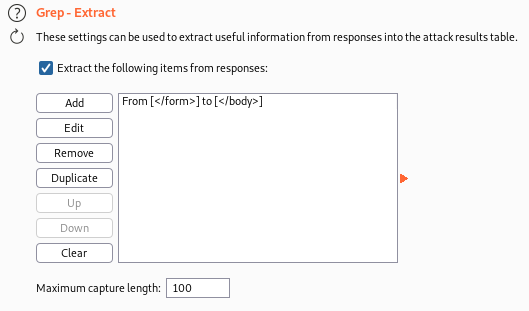 ? Grep - Extract
These settings can be used to extract useful information from responses into the attack results table.
Extract the following items from responses:
Add
From [</form>] to [</body>]
Edit
Remove
Duplicate
Up
Down
Clear
Maximum capture length: 100